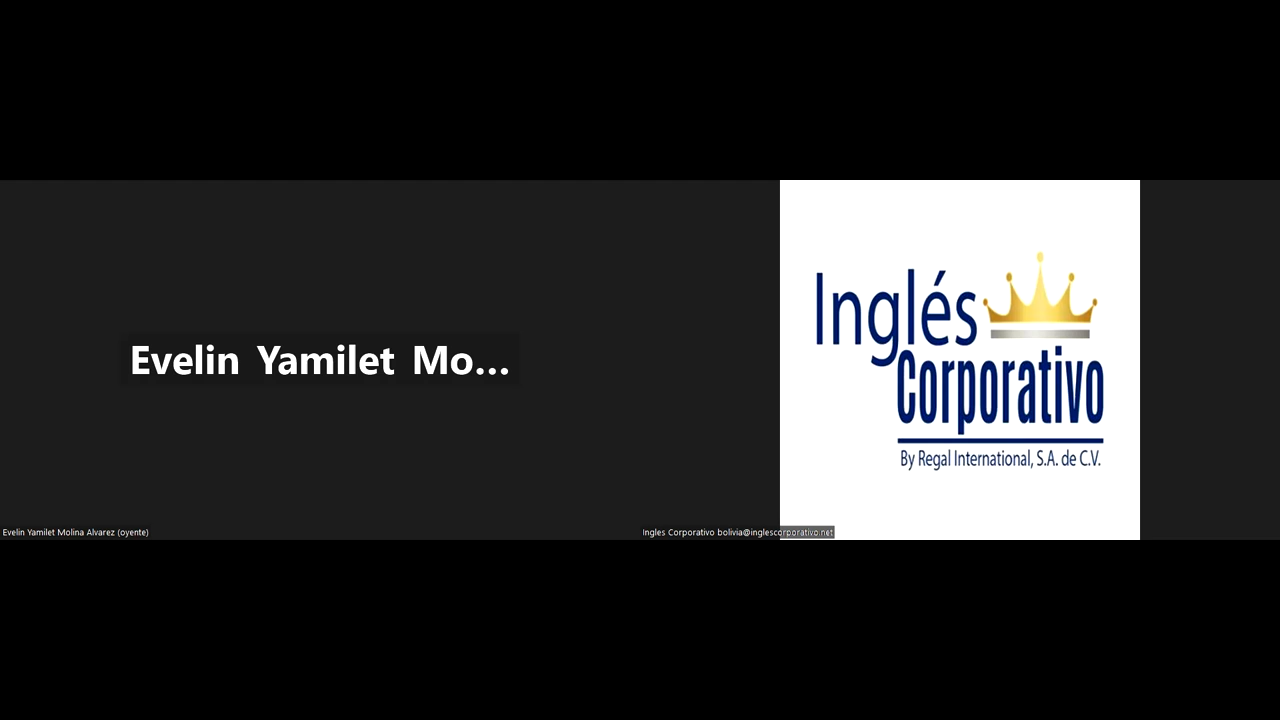 Evelin Yamilet Mo...
Inglés
Corporativo
By Regal International, S.A. de C.V.
Evelin Yamilet Molina Alvarez (oyente)
Ingles Corporativo bolivia@inglescorporativo.net